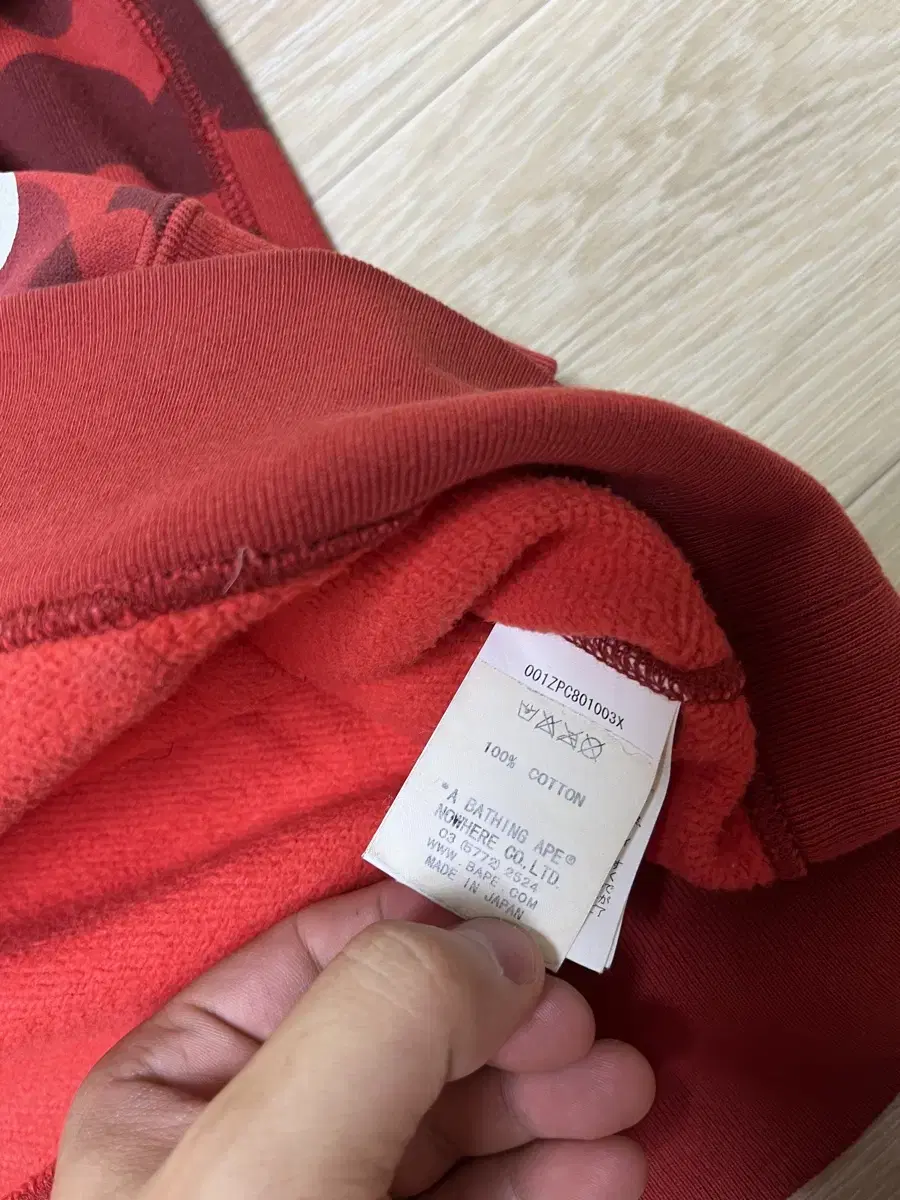 001ZPC801003X
100% COTTON
*A BATHING APE®
NOWHERE CO.,LTD.
03 (5772) 2524
WWW.BAPE.COM
MADE IN JAPAN